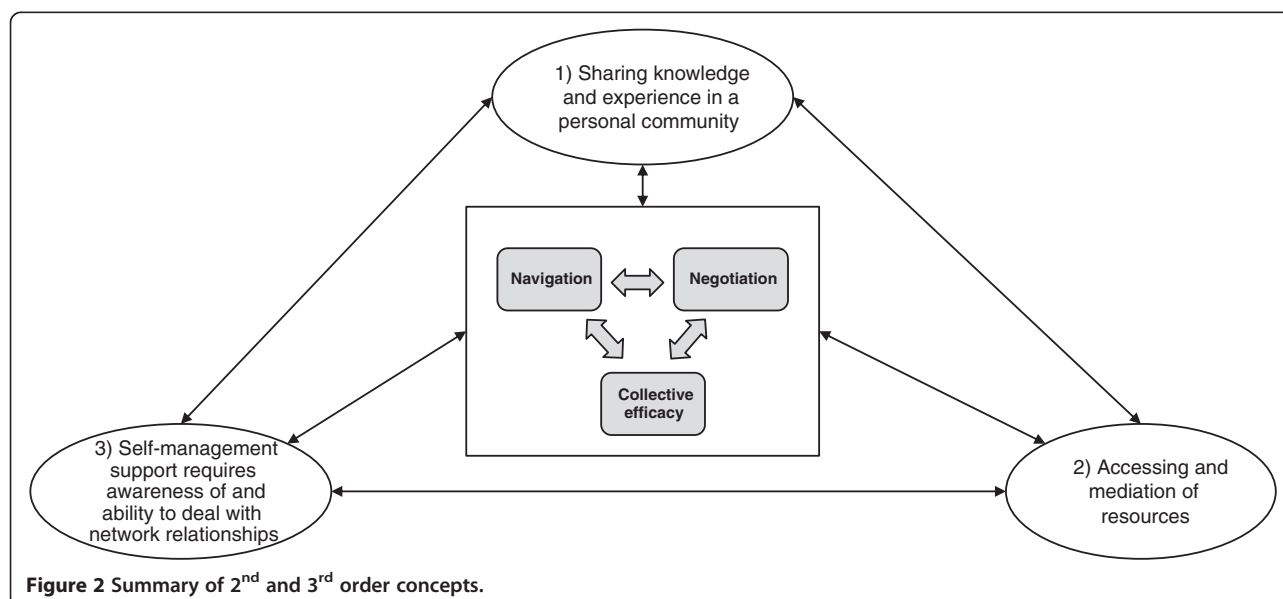 1) Sharing knowledge
and experience in a
personal community
Navigation
Negotiation
Collective
efficacy
3) Self-management
support requires
awareness of and
ability to deal with
network relationships
2) Accessing and
mediation of
resources
Figure 2 Summary of 2nd and 3rd order concepts.